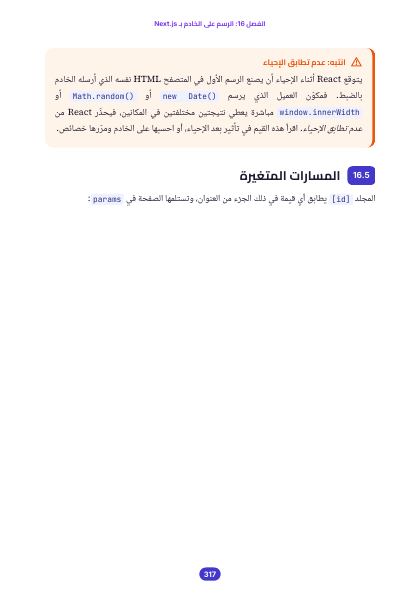 الفصل 16: الرسم على الخادم بـ Next.js
انتبه: عدم تطابق الإحياء
يتوقع React أثناء الإحياء أن يصنع الرسم الأول في المتصفح HTML نفسه الذي أرسله الخادم
بالضبط. فمكوّن العميل الذي يرسم new Date() أو Math.random() أو
window.innerWidth مباشرة يعطي نتيجتين مختلفتين في المكانين، فيحذّر React من
عدم تطابق الإحياء. اقرأ هذه القيم في تأثير بعد الإحياء، أو احسبها على الخادم ومرّرها خصائص.
16.5 المسارات المتغيرة
المجلد [id] يطابق أي قيمة في ذلك الجزء من العنوان، وتستلمها الصفحة في params:
317